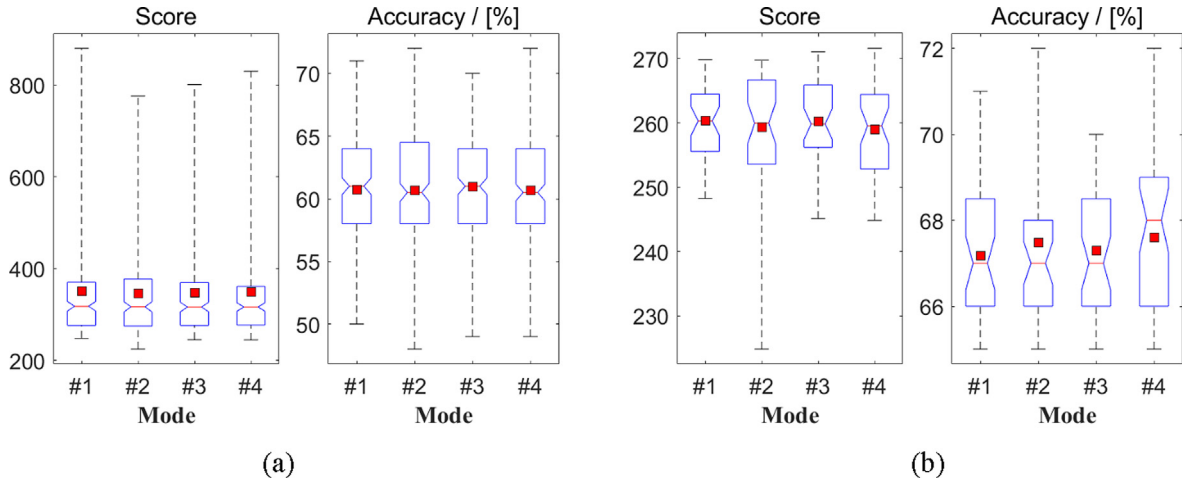 Score
Accuracy / [%]
Score
Accuracy / [%]
800
600
400
200
70
65
60
55
50
270
260
250
240
230
72
70
68
66
#1 #2 #3 #4
#1 #2 #3 #4
#1 #2 #3 #4
#1 #2 #3 #4
Mode
Mode
Mode
Mode
(a)
(b)